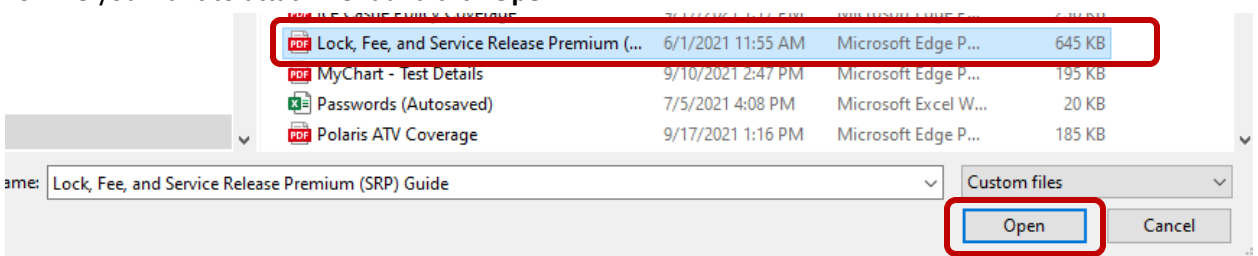 Lock, Fee, and Service Release Premium (... 6/1/2021 11:55 AM Microsoft Edge P... 645 KB
MyChart - Test Details 9/10/2021 2:47 PM Microsoft Edge P... 195 KB
Passwords (Autosaved) 7/5/2021 4:08 PM Microsoft Excel W... 20 KB
Polaris ATV Coverage 9/17/2021 1:16 PM Microsoft Edge P... 185 KB
ame: Lock, Fee, and Service Release Premium (SRP) Guide Custom files
Open Cancel